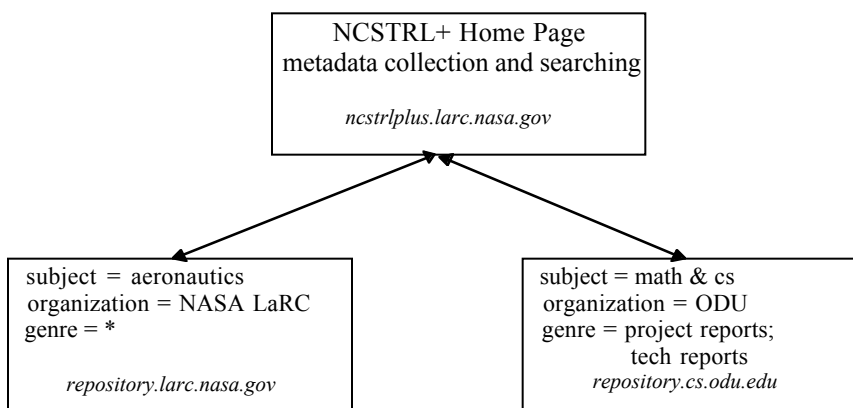 NCSTRL+ Home Page
metadata collection and searching
ncstrlplus.larc.nasa.gov
subject = aeronautics
organization = NASA LaRC
genre = *
repository.larc.nasa.gov
subject = math & cs
organization = ODU
genre = project reports;
tech reports
repository.cs.odu.edu